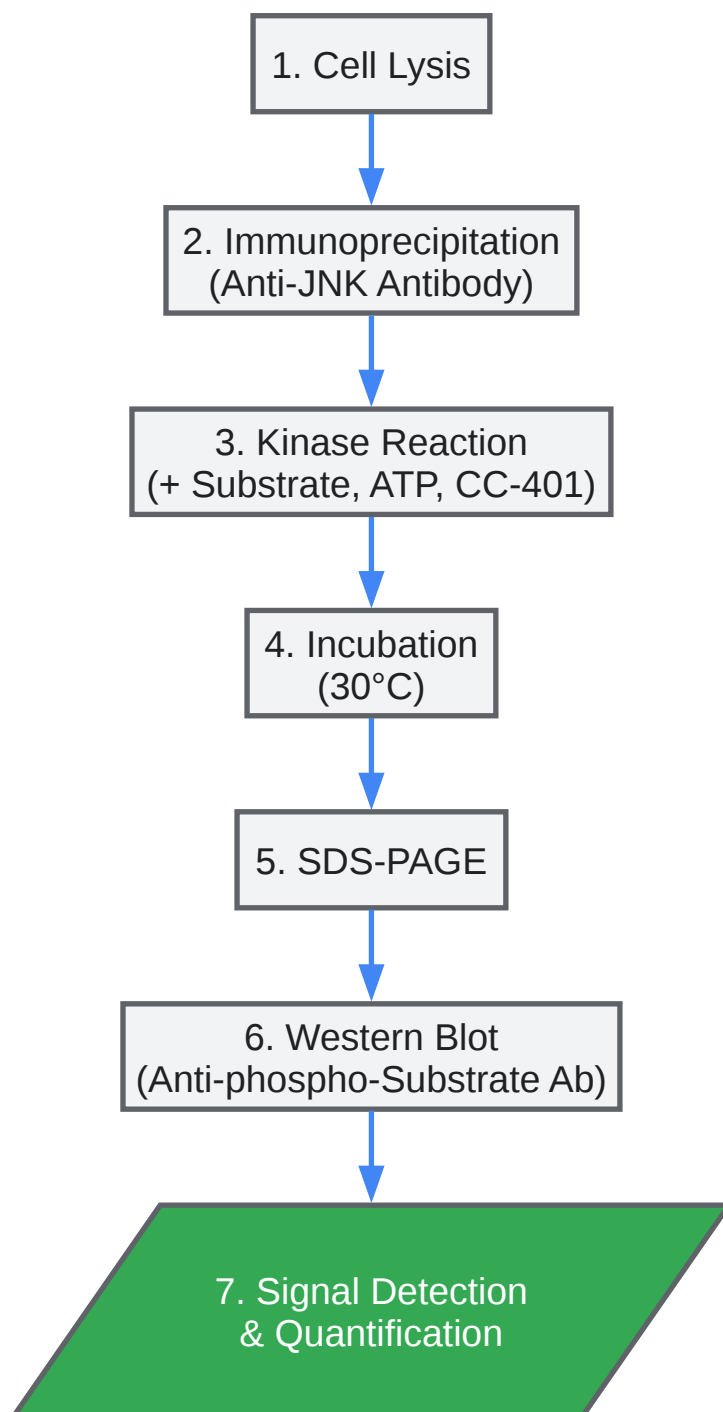 1. Cell Lysis
2. Immunoprecipitation
(Anti-JNK Antibody)
3. Kinase Reaction
(+ Substrate, ATP, CC-401)
4. Incubation
(30°C)
5. SDS-PAGE
6. Western Blot
(Anti-phospho-Substrate Ab)
7. Signal Detection
& Quantification